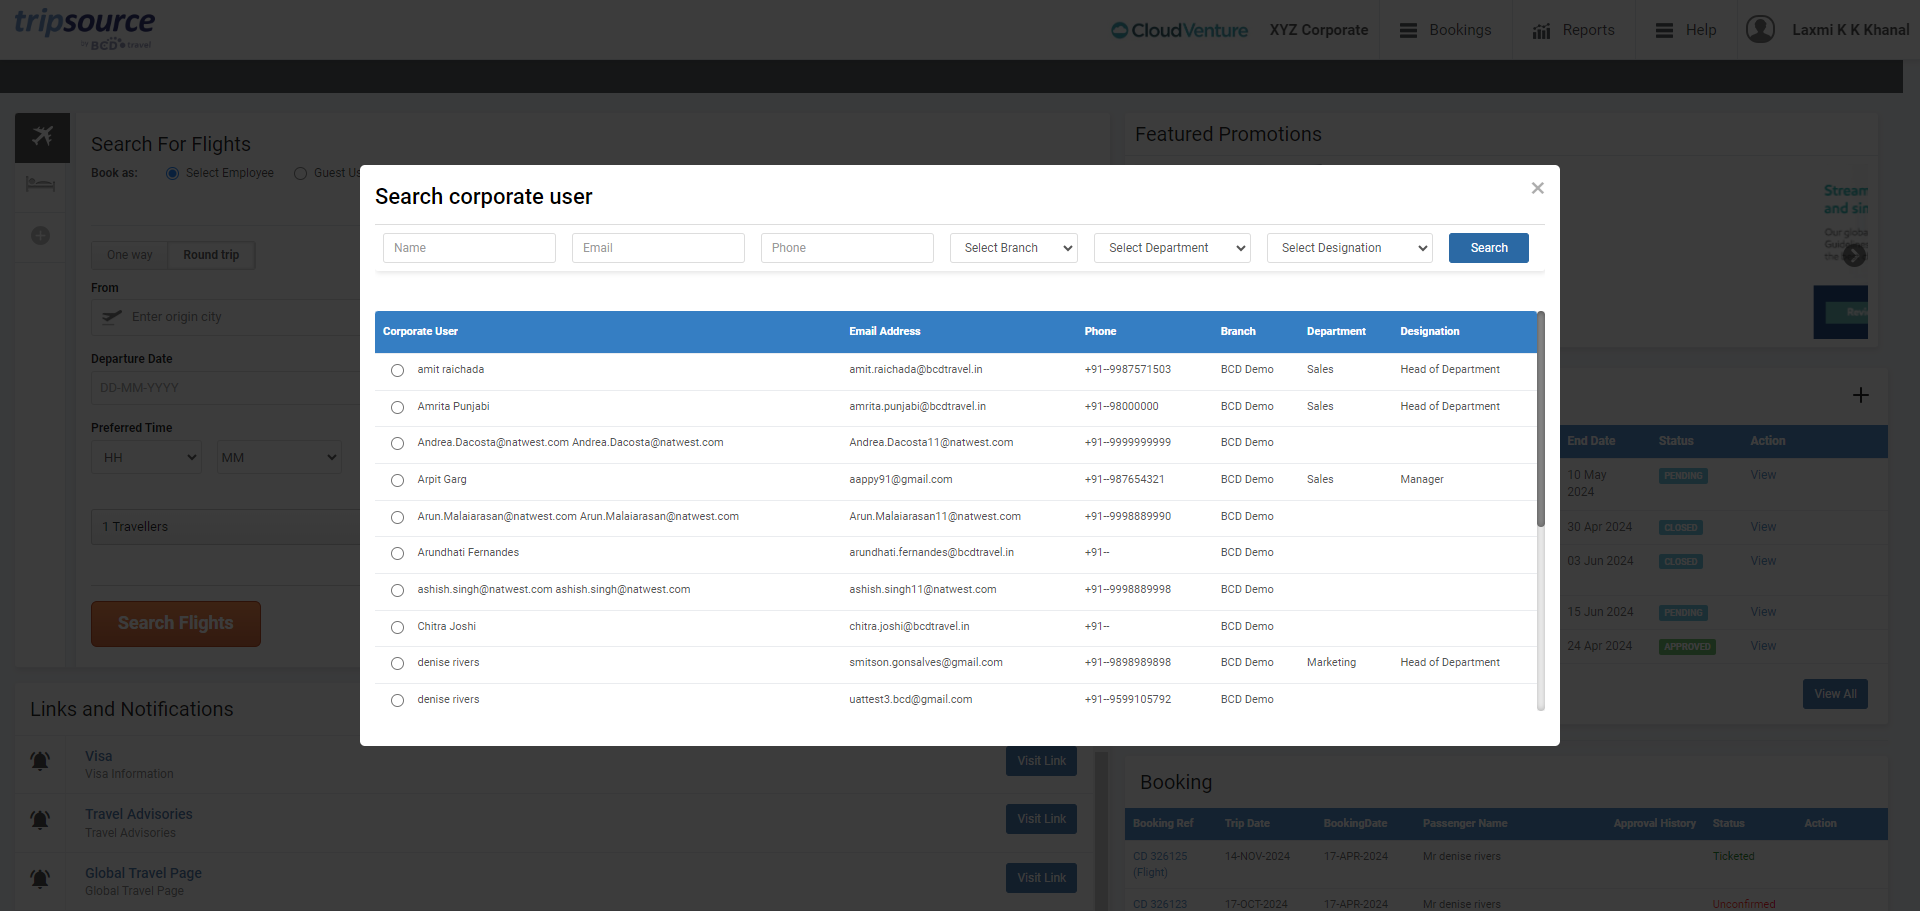 tripsource
by BCD travel
CloudVenture
XYZ Corporate
Bookings
Reports
Help
Laxmi K K Khanal
Search For Flights
Book as:
Select Employee
Guest Us
One way
Round trip
From
Enter origin city
Departure Date
DD-MM-YYYY
Preferred Time
HH
MM
1 Travellers
Search Flights
Featured Promotions
Stream
and sin
Our globa
the
Search corporate user
×
Name
Email
Phone
Select Branch
Select Department
Select Designation
Search
Corporate User Email Address Phone Branch Department Designation
amit raichada amit.raichada@bcdtravel.in +91--9987571503 BCD Demo Sales Head of Department
Amrita Punjabi amrita.punjabi@bcdtravel.in +91--98000000 BCD Demo Sales Head of Department
Andrea.Dacosta@natwest.com Andrea.Dacosta@natwest.com Andrea.Dacosta11@natwest.com +91--9999999999 BCD Demo
Arpit Garg aappy91@gmail.com +91--987654321 BCD Demo Sales Manager
Arun.Malaiarasan@natwest.com Arun.Malaiarasan@natwest.com Arun.Malaiarasan11@natwest.com +91--9998889990 BCD Demo
Arundhati Fernandes arundhati.fernandes@bcdtravel.in +91-- BCD Demo
ashish.singh@natwest.com ashish.singh@natwest.com ashish.singh11@natwest.com +91--9998889998 BCD Demo
Chitra Joshi chitra.joshi@bcdtravel.in +91-- BCD Demo
denise rivers smitson.gonsalves@gmail.com +91--9898989898 BCD Demo Marketing Head of Department
denise rivers uattest3.bcd@gmail.com +91--9599105792 BCD Demo
End Date Status Action
10 May
2024
PENDING View
30 Apr 2024 CLOSED View
03 Jun 2024 CLOSED View
15 Jun 2024 PENDING View
24 Apr 2024 APPROVED View
View All
Links and Notifications
Visa
Visa Information
Visit Link
Travel Advisories
Travel Advisories
Visit Link
Global Travel Page
Global Travel Page
Visit Link
Booking
Booking Ref Trip Date BookingDate Passenger Name Approval History Status Action
CD 326125
(Flight)
14-NOV-2024 17-APR-2024 Mr denise rivers Ticketed
CD 326123 17-OCT-2024 17-APR-2024 Mr denise rivers Unconfirmed